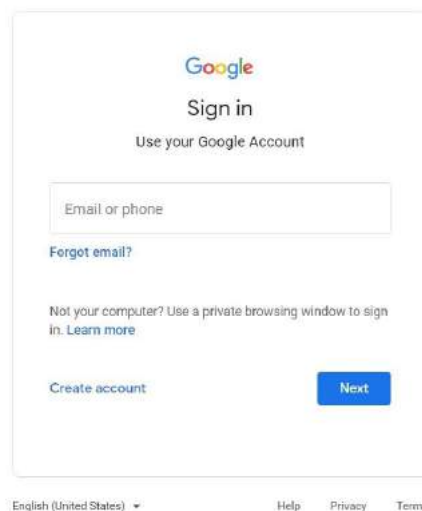 Google
Sign in
Use your Google Account
Email or phone
Forgot email?
Not your computer? Use a private browsing window to sign
in. Learn more
Create account
Next
English (United States)
Help Privacy Term